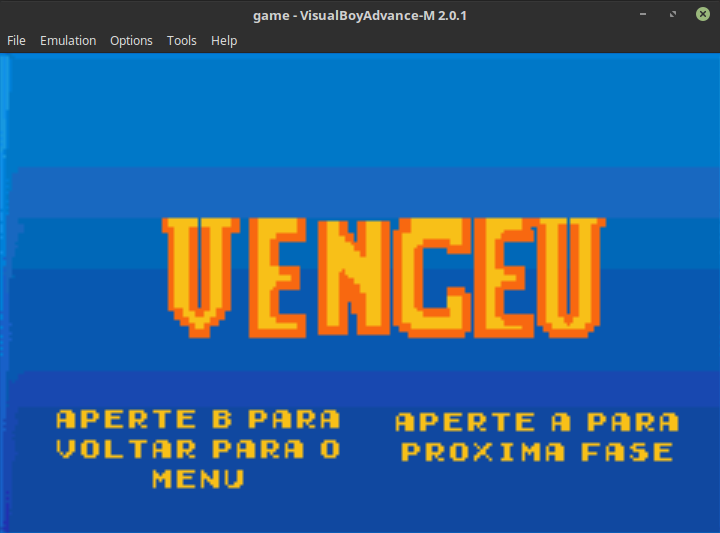 game - VisualBoyAdvance-M 2.0.1
File Emulation Options Tools Help
VENCEU
APERTE B PARA
VOLTAR PARA O
MENU
APERTE A PARA
PROXIMA FASE